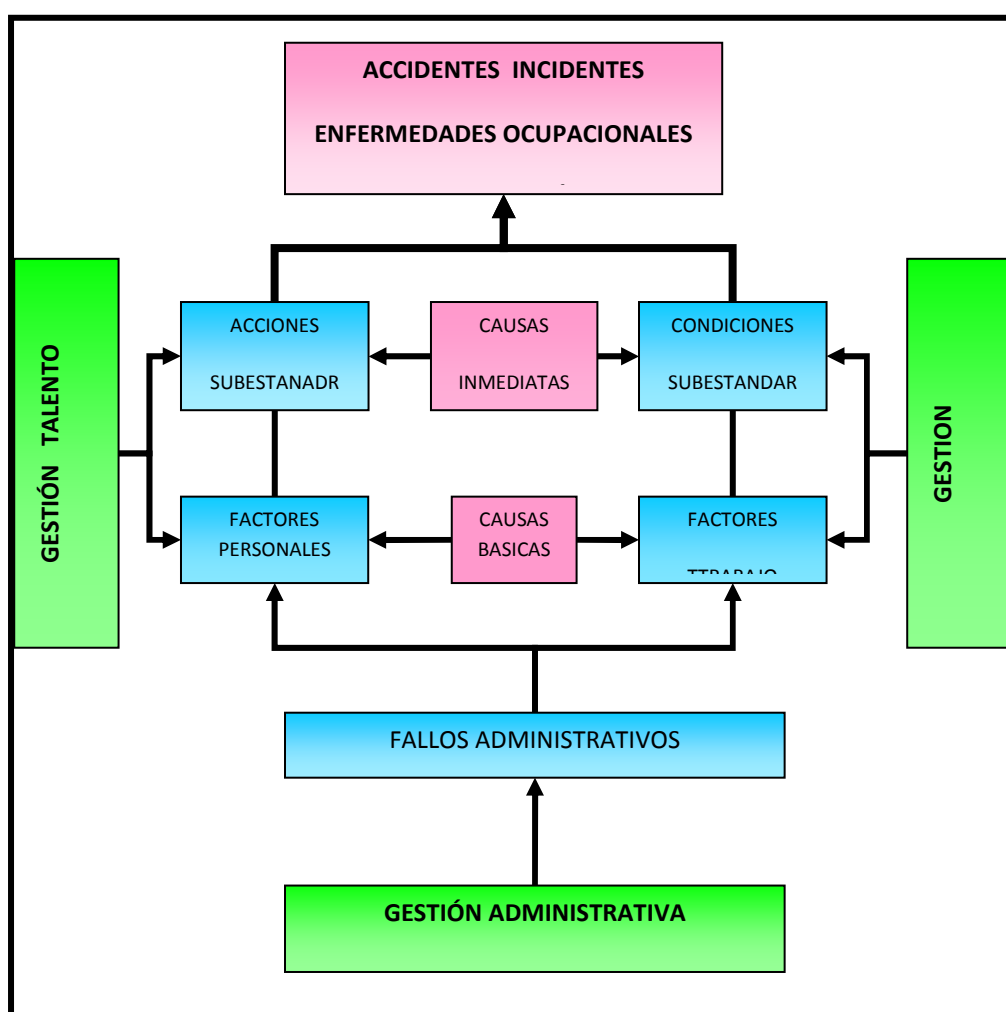 ACCIDENTES INCIDENTES
ENFERMEDADES OCUPACIONALES
GESTIÓN TALENTO
ACCIONES
SUBESTANADR
CAUSAS
INMEDIATAS
CONDICIONES
SUBESTANDAR
GESTION
FACTORES
PERSONALES
CAUSAS
BASICAS
FACTORES
TTRABAJO
FALLOS ADMINISTRATIVOS
GESTIÓN ADMINISTRATIVA